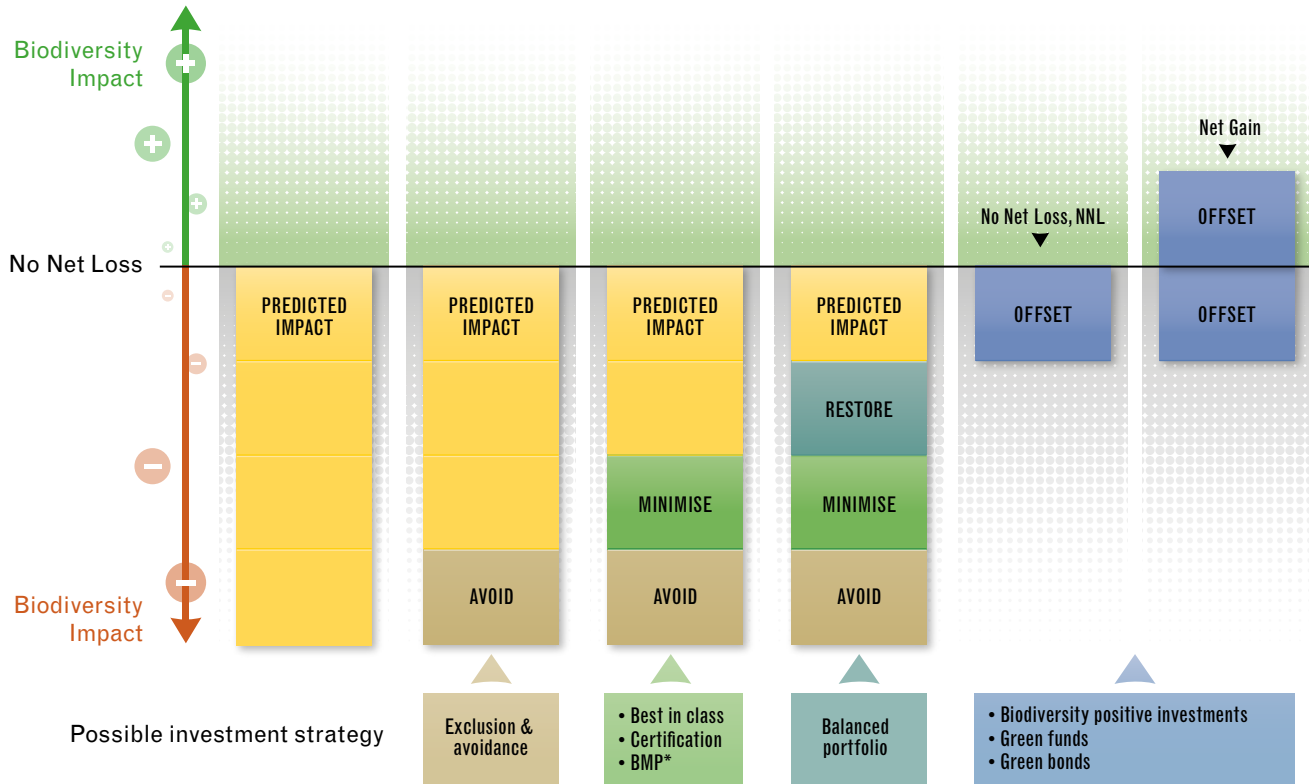 Biodiversity
Impact
Net Gain
No Net Loss, NNL
OFFSET
No Net Loss
PREDICTED
IMPACT
PREDICTED
IMPACT
PREDICTED
IMPACT
PREDICTED
IMPACT
OFFSET
OFFSET
RESTORE
MINIMISE
MINIMISE
AVOID
AVOID
AVOID
Biodiversity
Impact
Possible investment strategy
Exclusion &
avoidance
• Best in class
• Certification
• BMP*
Balanced
portfolio
• Biodiversity positive investments
• Green funds
• Green bonds